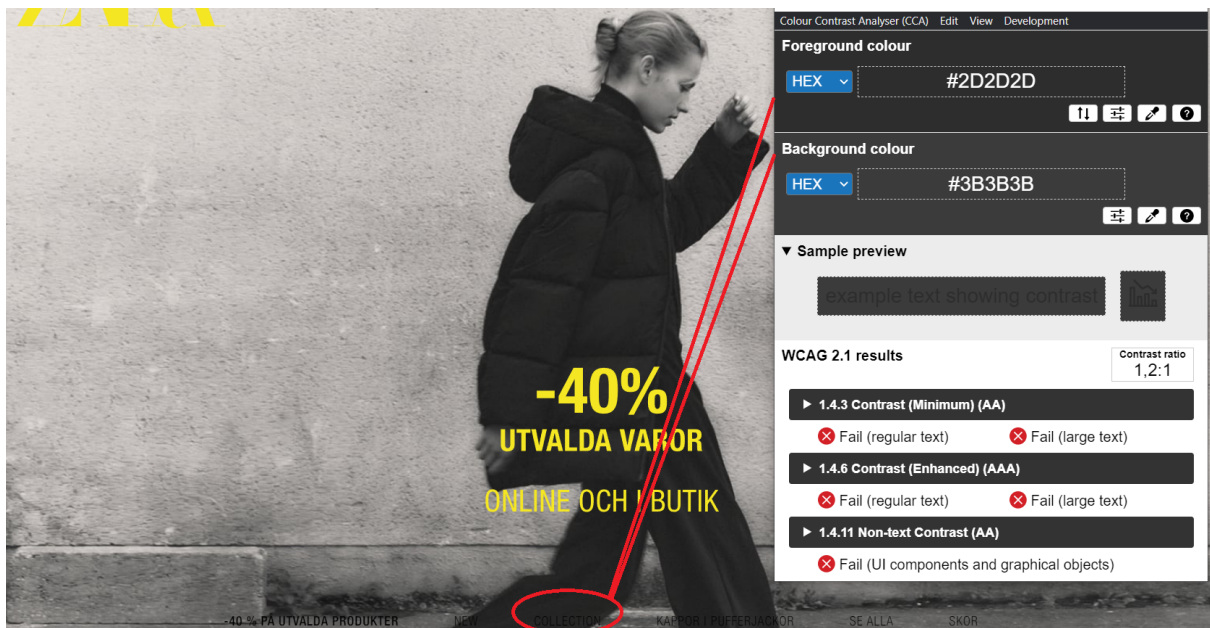 ZARA
Colour Contrast Analyser (CCA) Edit View Development
Foreground colour
HEX #2D2D2D
Background colour
HEX #3B3B3B
Sample preview
example text showing contrast
WCAG 2.1 results
Contrast ratio
1,2:1
1.4.3 Contrast (Minimum) (AA)
Fail (regular text) Fail (large text)
1.4.6 Contrast (Enhanced) (AAA)
Fail (regular text) Fail (large text)
1.4.11 Non-text Contrast (AA)
Fail (UI components and graphical objects)
-40%
UTVALDA VAROR
ONLINE OCH I BUTIK
-40 % PÅ UTVALDA PRODUKTER NEW COLLECTION KAPPOR I PUFFERJACKOR SE ALLA SKOR